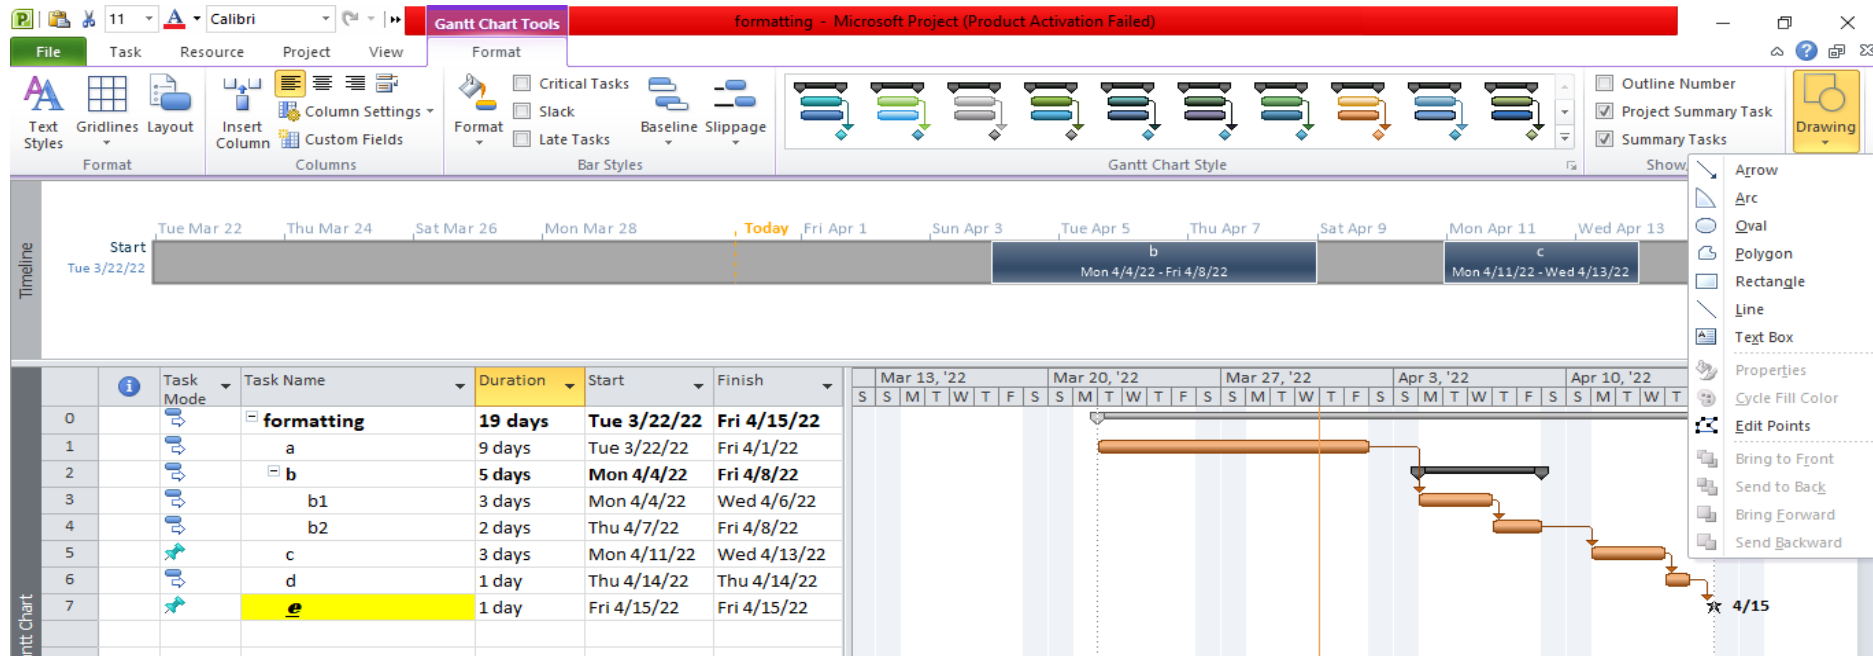 11 A Calibri Gantt Chart Tools formatting - Microsoft Project (Product Activation Failed)
File Task Resource Project View Format
Text Styles
Gridlines
Layout
Format
Insert Column
Column Settings
Custom Fields
Columns
Format
Critical Tasks
Slack
Late Tasks
Baseline
Slippage
Bar Styles
Gantt Chart Style
Outline Number
Project Summary Task
Summary Tasks
Show/
Drawing
Arrow
Arc
Oval
Polygon
Rectangle
Line
Text Box
Properties
Cycle Fill Color
Edit Points
Bring to Front
Send to Back
Bring Forward
Send Backward
Timeline
Tue Mar 22 Thu Mar 24 Sat Mar 26 Mon Mar 28 Today Fri Apr 1 Sun Apr 3 Tue Apr 5 Thu Apr 7 Sat Apr 9 Mon Apr 11 Wed Apr 13
Start
Tue 3/22/22
b
Mon 4/4/22 - Fri 4/8/22
c
Mon 4/11/22 - Wed 4/13/22
Task Mode Task Name Duration Start Finish
0 formatting 19 days Tue 3/22/22 Fri 4/15/22
1 a 9 days Tue 3/22/22 Fri 4/1/22
2 b 5 days Mon 4/4/22 Fri 4/8/22
3 b1 3 days Mon 4/4/22 Wed 4/6/22
4 b2 2 days Thu 4/7/22 Fri 4/8/22
5 c 3 days Mon 4/11/22 Wed 4/13/22
6 d 1 day Thu 4/14/22 Thu 4/14/22
7 e 1 day Fri 4/15/22 Fri 4/15/22
Mar 13, '22 Mar 20, '22 Mar 27, '22 Apr 3, '22 Apr 10, '22
S S M T W T F S S M T W T F S S M T W T F S S M T W T F S S M T W T
4/15
ntt Chart